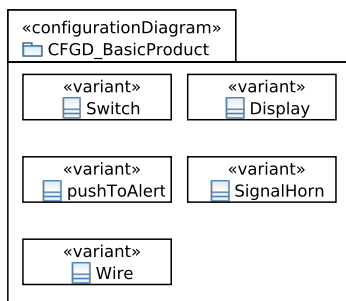 «configurationDiagram»
CFGD_BasicProduct
«variant»
Switch
«variant»
Display
«variant»
pushToAlert
«variant»
SignalHorn
«variant»
Wire